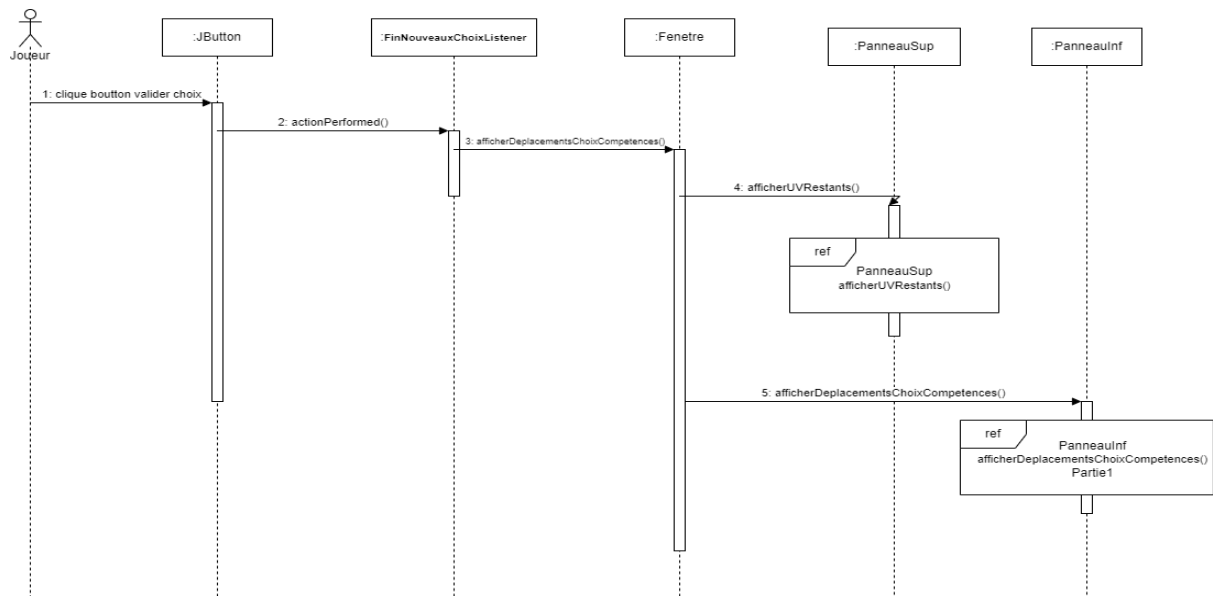 Joueur
:JButton
:FinNouveauxChoixListener
:Fenetre
:PanneauSup
:PanneauInf
1: clique boutton valider choix
2: actionPerformed()
3: afficherDeplacementsChoixCompetences()
4: afficherUVRestants()
ref
PanneauSup
afficherUVRestants()
5: afficherDeplacementsChoixCompetences()
ref
PanneauInf
afficherDeplacementsChoixCompetences()
Partie1